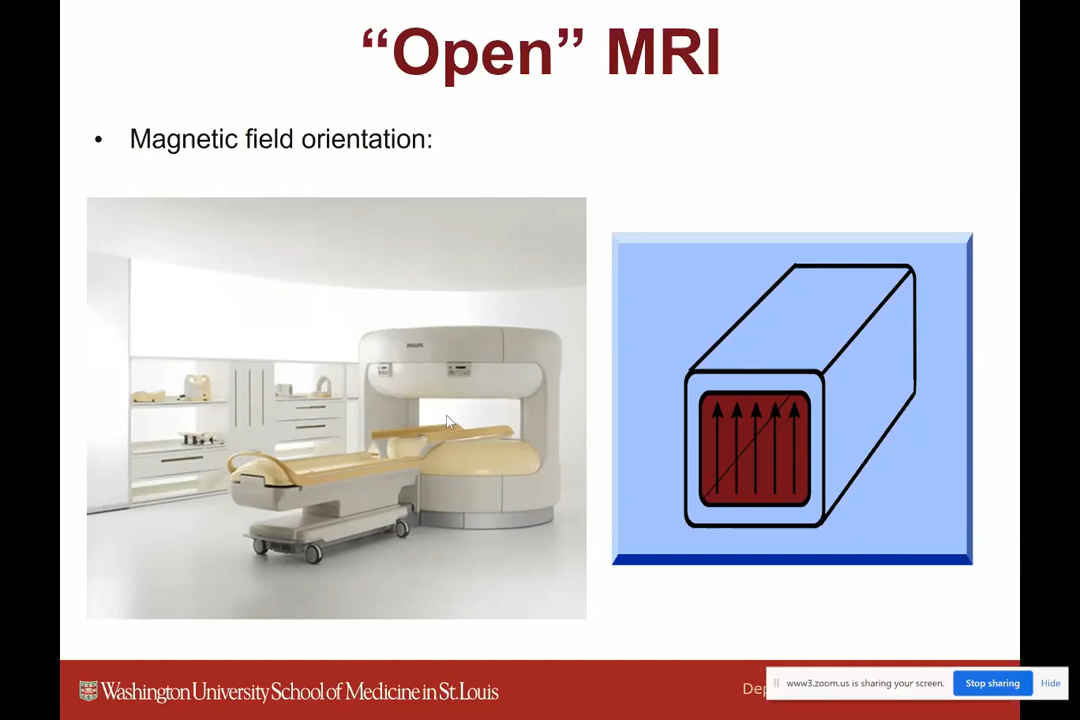 “Open” MRI
• Magnetic field orientation:
PHILIPS
Washington University School of Medicine in St. Louis
www3.zoom.us is sharing your screen.
Stop sharing
Hide